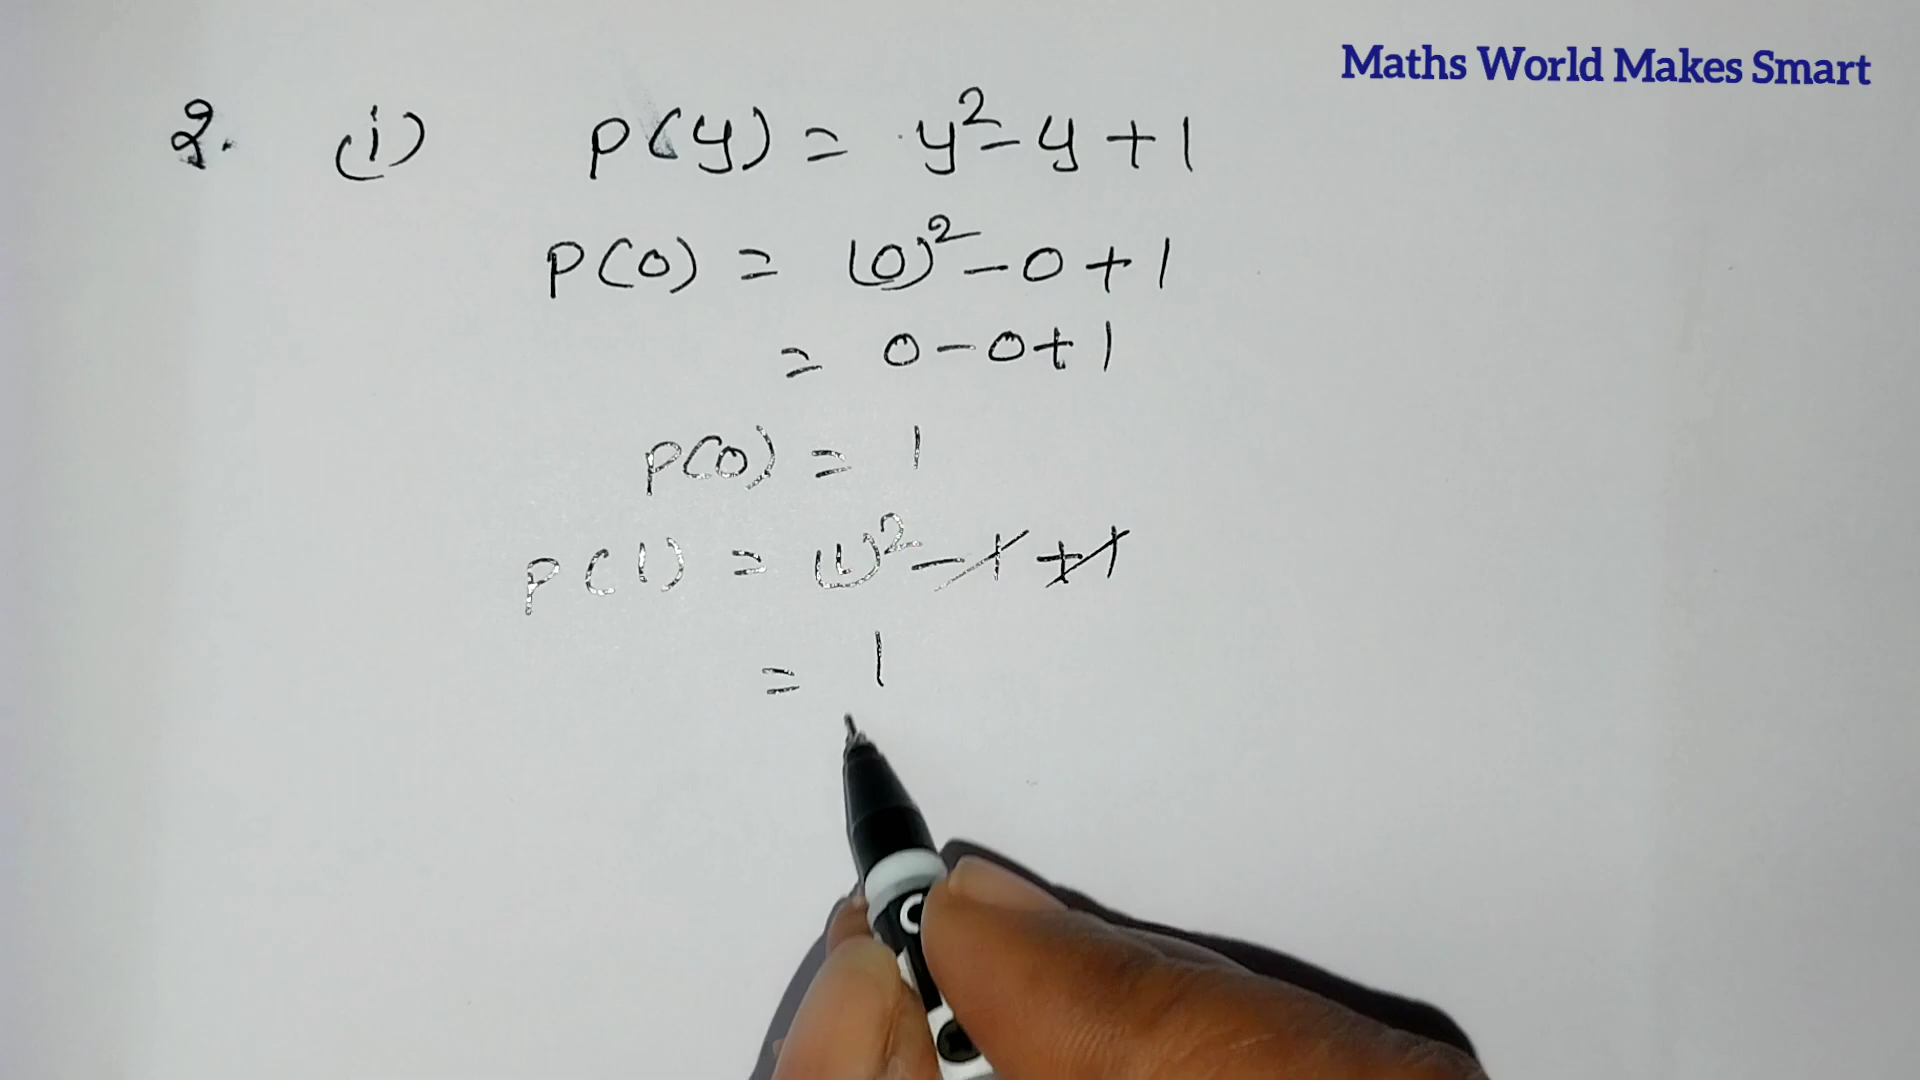 Maths World Makes Smart
2. (i) p(y) = y² - y + 1
p(0) = (0)² - 0 + 1
= 0 - 0 + 1
p(0) = 1
p(1) = (1)² - 1 + 1
= 1